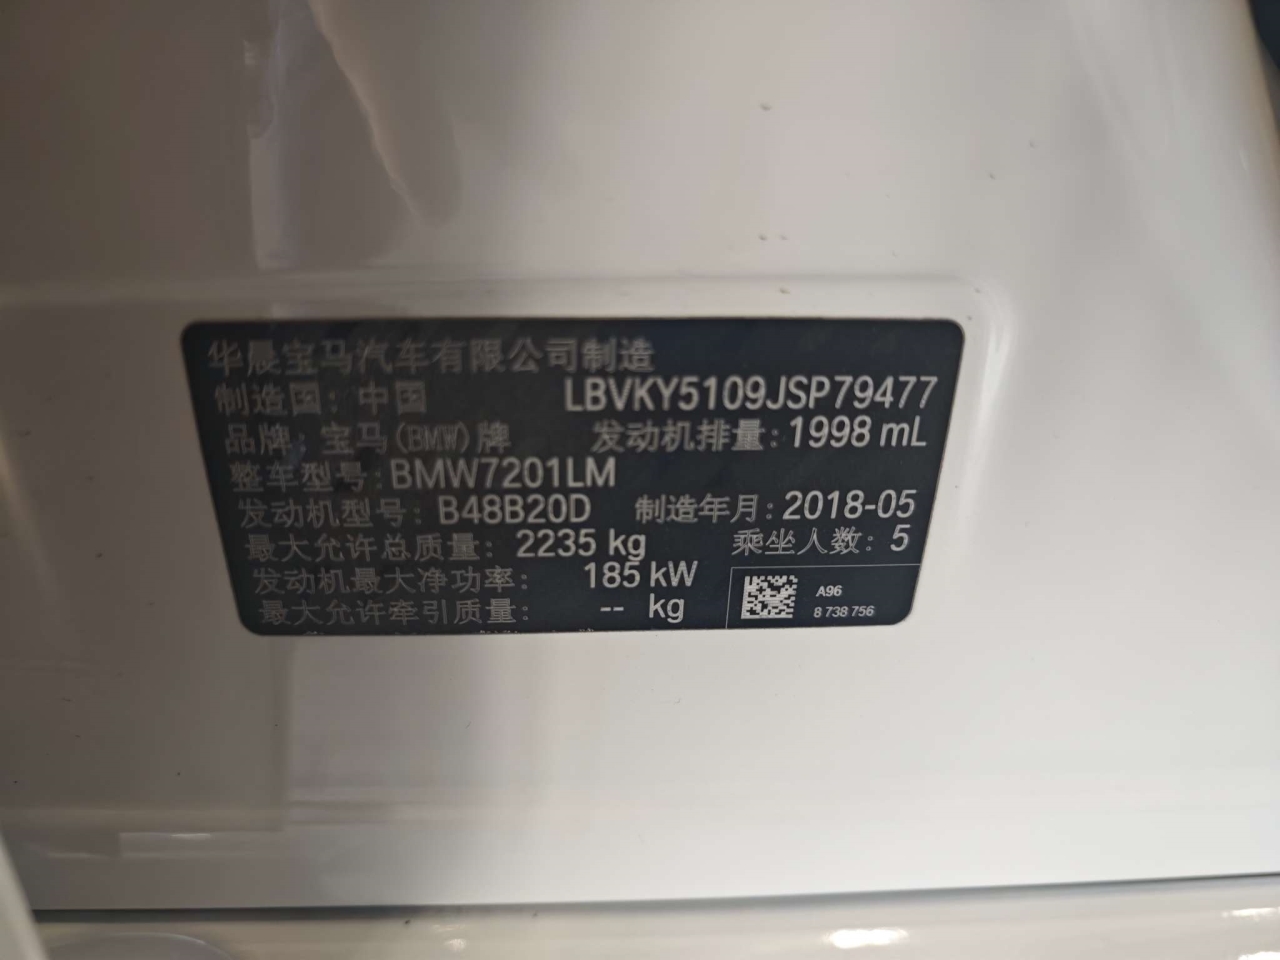 华晨宝马汽车有限公司制造
制造国：中国 LBVKY5109JSP79477
品牌：宝马(BMW)牌 发动机排量：1998 mL
整车型号：BMW7201LM
发动机型号：B48B20D 制造年月：2018-05
最大允许总质量：2235 kg 乘坐人数：5
发动机最大净功率：185 kW
最大允许牵引质量：-- kg
A96
8 738 756